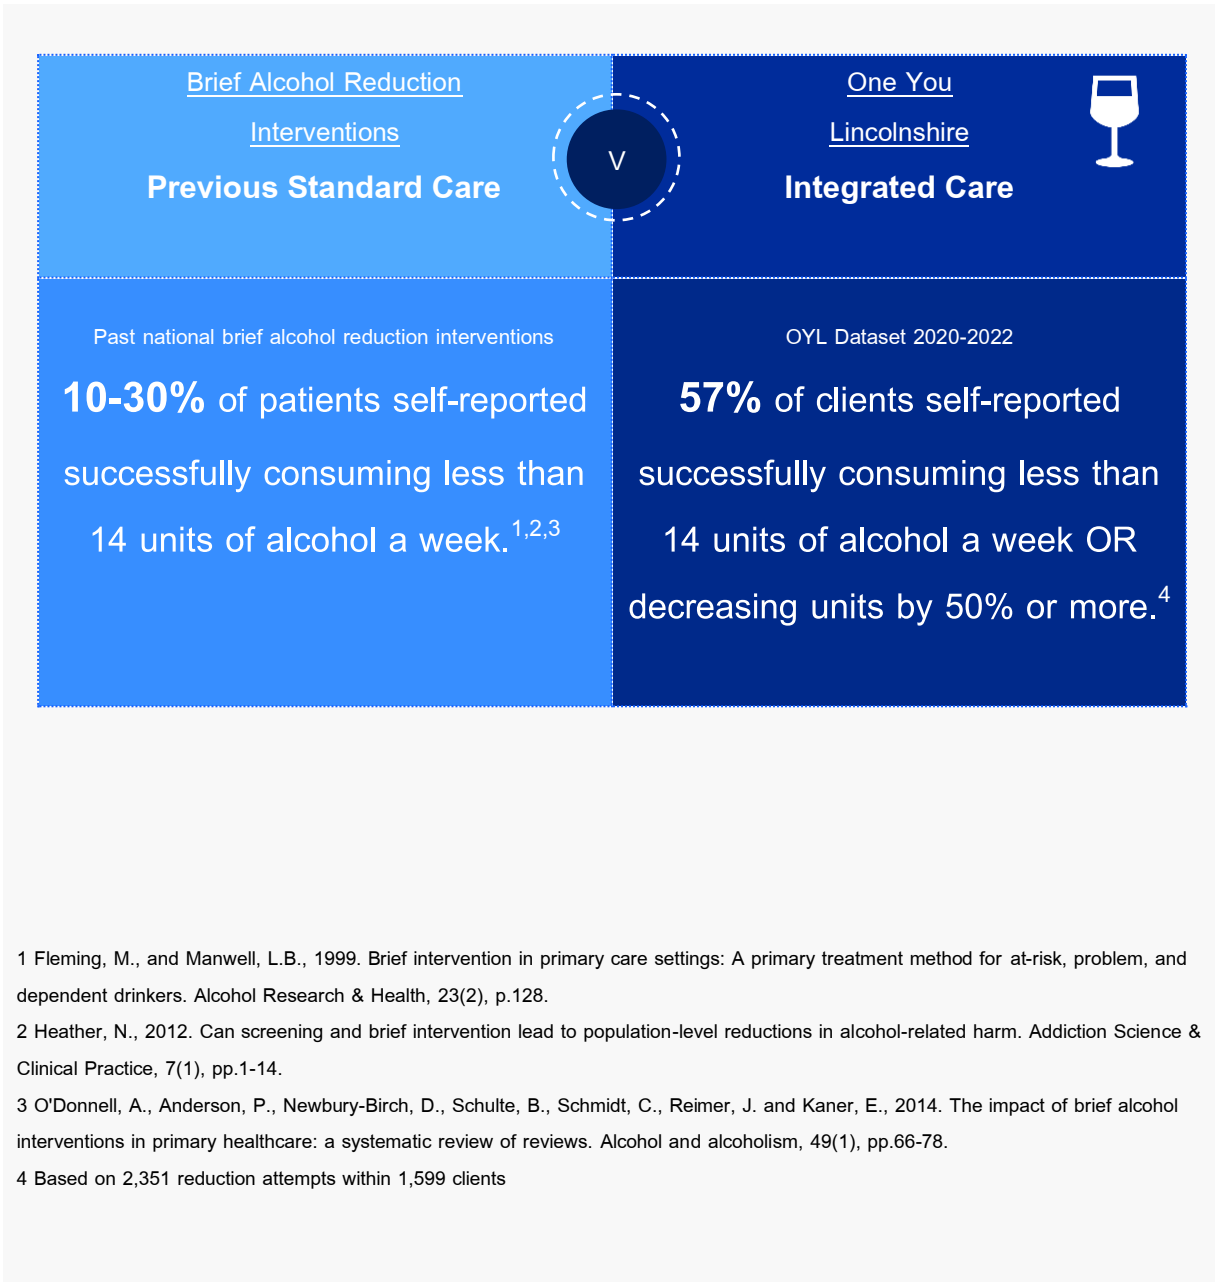 Brief Alcohol Reduction
Interventions
Previous Standard Care
V
One You
Lincolnshire
Integrated Care
Past national brief alcohol reduction interventions
10-30% of patients self-reported
successfully consuming less than
14 units of alcohol a week.1,2,3
OYL Dataset 2020-2022
57% of clients self-reported
successfully consuming less than
14 units of alcohol a week OR
decreasing units by 50% or more.4
1 Fleming, M., and Manwell, L.B., 1999. Brief intervention in primary care settings: A primary treatment method for at-risk, problem, and
dependent drinkers. Alcohol Research & Health, 23(2), p.128.
2 Heather, N., 2012. Can screening and brief intervention lead to population-level reductions in alcohol-related harm. Addiction Science &
Clinical Practice, 7(1), pp.1-14.
3 O'Donnell, A., Anderson, P., Newbury-Birch, D., Schulte, B., Schmidt, C., Reimer, J. and Kaner, E., 2014. The impact of brief alcohol
interventions in primary healthcare: a systematic review of reviews. Alcohol and alcoholism, 49(1), pp.66-78.
4 Based on 2,351 reduction attempts within 1,599 clients